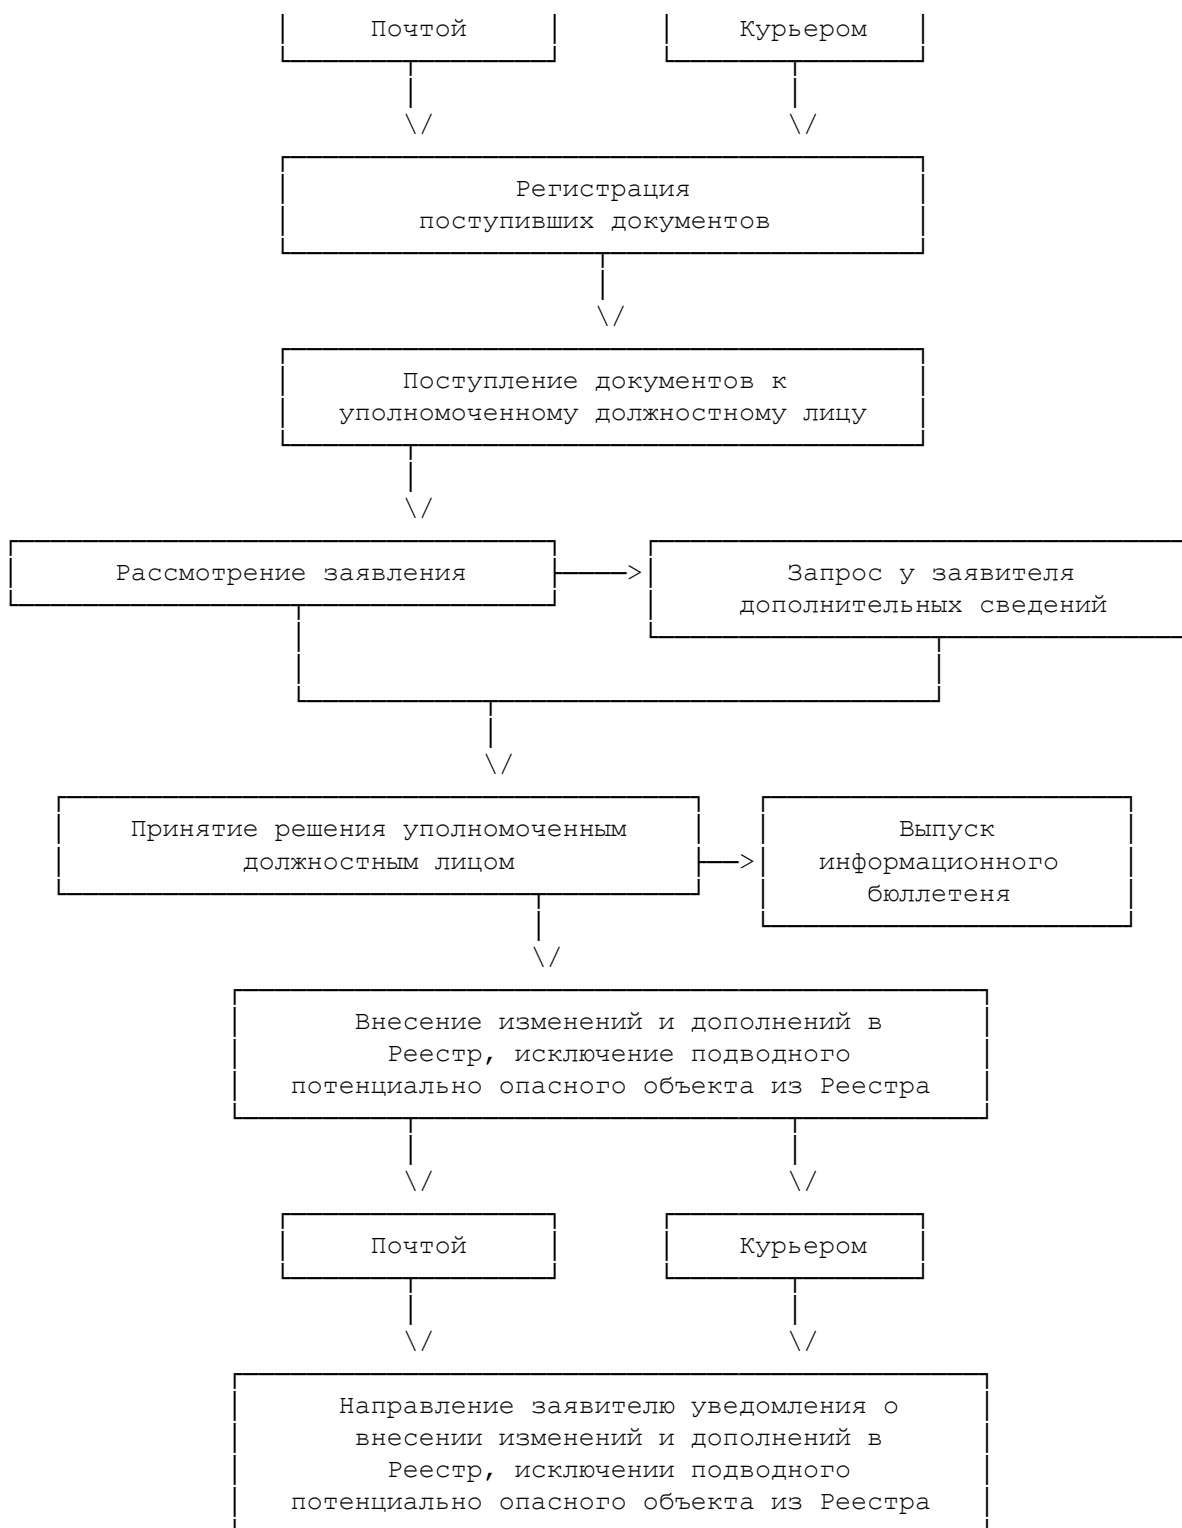 Почтой
Курьером
Регистрация
поступивших документов
Поступление документов к
уполномоченному должностному лицу
Рассмотрение заявления
Запрос у заявителя
дополнительных сведений
Принятие решения уполномоченным
должностным лицом
Выпуск
информационного
бюллетеня
Внесение изменений и дополнений в
Реестр, исключение подводного
потенциально опасного объекта из Реестра
Почтой
Курьером
Направление заявителю уведомления о
внесении изменений и дополнений в
Реестр, исключении подводного
потенциально опасного объекта из Реестра